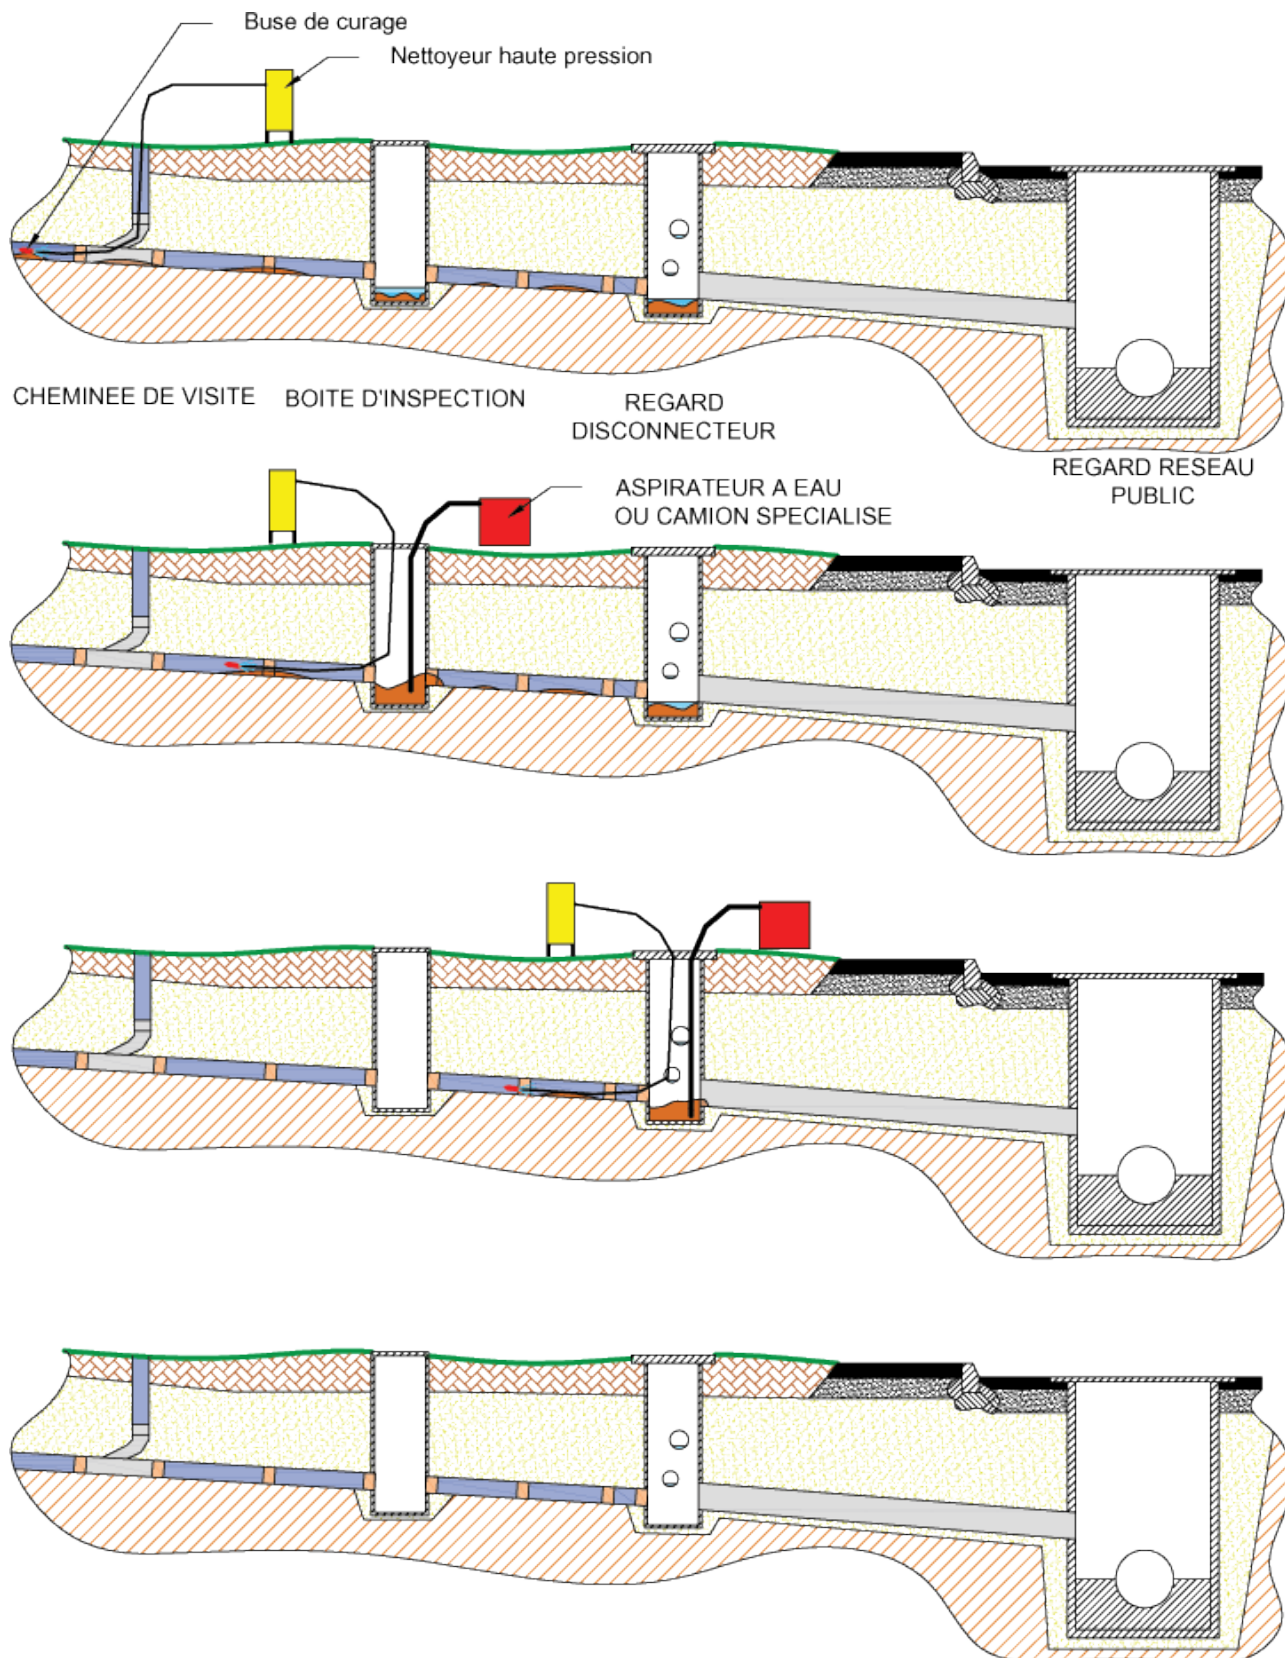 Buse de curage
Nettoyeur haute pression
CHEMINEE DE VISITE
BOITE D'INSPECTION
REGARD
DISCONNECTEUR
REGARD RESEAU
PUBLIC
ASPIRATEUR A EAU
OU CAMION SPECIALISE